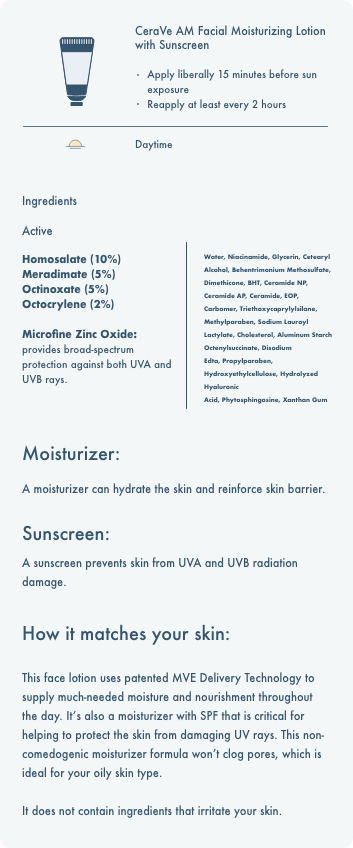 CeraVe AM Facial Moisturizing Lotion
with Sunscreen
· Apply liberally 15 minutes before sun
exposure
· Reapply at least every 2 hours
Daytime
Ingredients
Active
Homosalate (10%)
Meradimate (5%)
Octinoxate (5%)
Octocrylene (2%)
Microfine Zinc Oxide:
provides broad-spectrum
protection against both UVA and
UVB rays.
Water, Niacinamide, Glycerin, Cetearyl
Alcohol, Behentrimonium Methosulfate,
Dimethicone, BHT, Ceramide NP,
Ceramide AP, Ceramide, EOP,
Carbomer, Triethoxycaprylylsilane,
Methylparaben, Sodium Lauroyl
Lactylate, Cholesterol, Aluminum Starch
Octenylsuccinate, Disodium
Edta, Propylparaben,
Hydroxyethylcellulose, Hydrolyzed
Hyaluronic
Acid, Phytosphingosine, Xanthan Gum
Moisturizer:
A moisturizer can hydrate the skin and reinforce skin barrier.
Sunscreen:
A sunscreen prevents skin from UVA and UVB radiation
damage.
How it matches your skin:
This face lotion uses patented MVE Delivery Technology to
supply much-needed moisture and nourishment throughout
the day. It's also a moisturizer with SPF that is critical for
helping to protect the skin from damaging UV rays. This non-
comedogenic moisturizer formula won't clog pores, which is
ideal for your oily skin type.
It does not contain ingredients that irritate your skin.